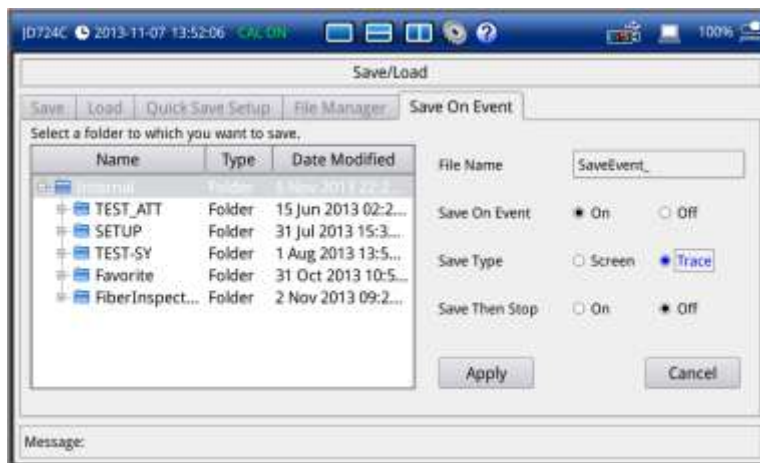 JD724C 2013-11-07 13:52:06 CAL ON 100%
Save/Load
Save Load Quick Save Setup File Manager Save On Event
Select a folder to which you want to save.
Name Type Date Modified
Internal Folder
TEST_ATT Folder 15 Jun 2013 02:2...
SETUP Folder 31 Jul 2013 15:3...
TEST-SY Folder 1 Aug 2013 13:5...
Favorite Folder 31 Oct 2013 10:5...
FiberInspect... Folder 2 Nov 2013 09:2...
File Name SaveEvent_
Save On Event On Off
Save Type Screen Trace
Save Then Stop On Off
Apply Cancel
Message: